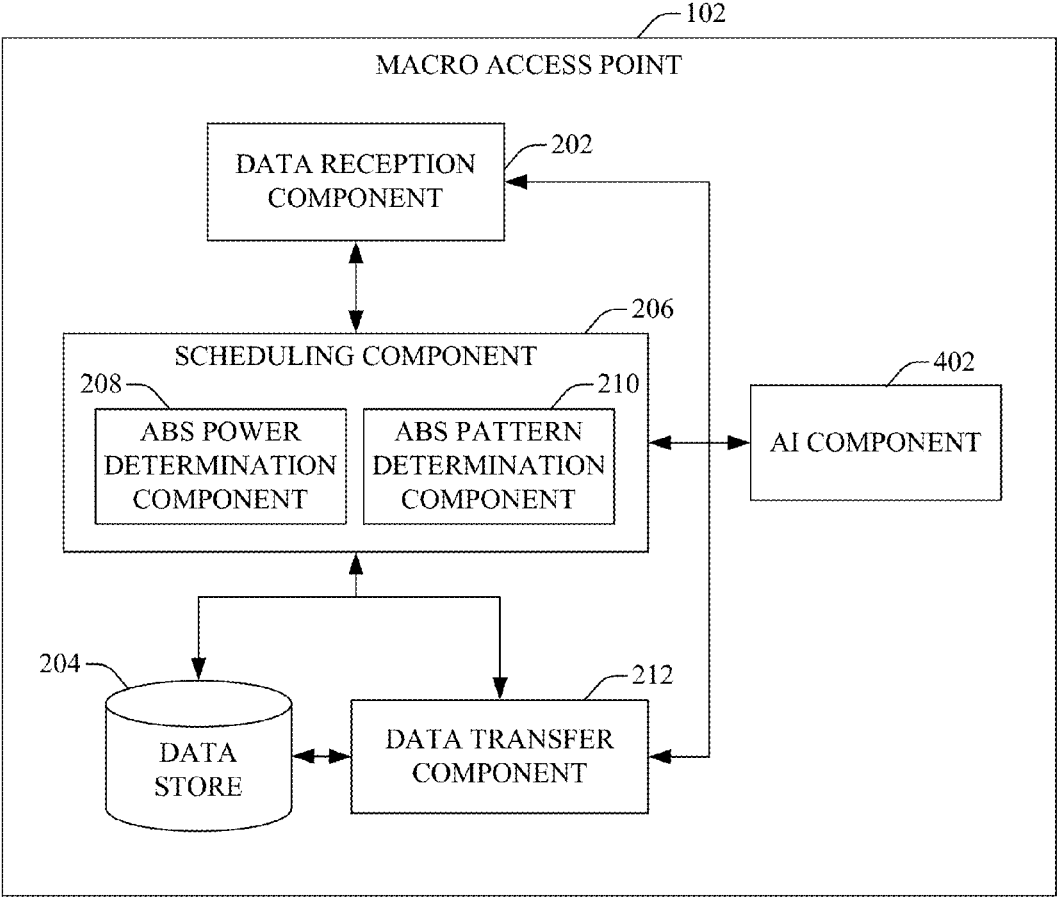 102
MACRO ACCESS POINT
202
DATA RECEPTION
COMPONENT
206
SCHEDULING COMPONENT
208
ABS POWER
DETERMINATION
COMPONENT
210
ABS PATTERN
DETERMINATION
COMPONENT
402
AI COMPONENT
204
DATA
STORE
212
DATA TRANSFER
COMPONENT